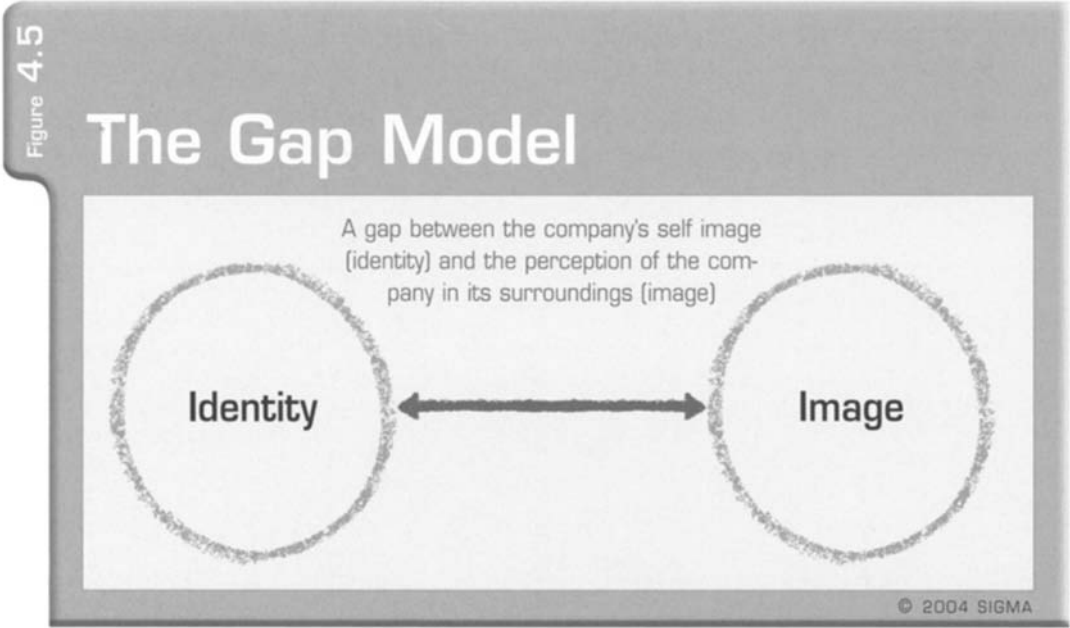 Figure 4.5
The Gap Model
A gap between the company's self image
(identity) and the perception of the com-
pany in its surroundings (image)
Identity
Image
© 2004 SIGMA